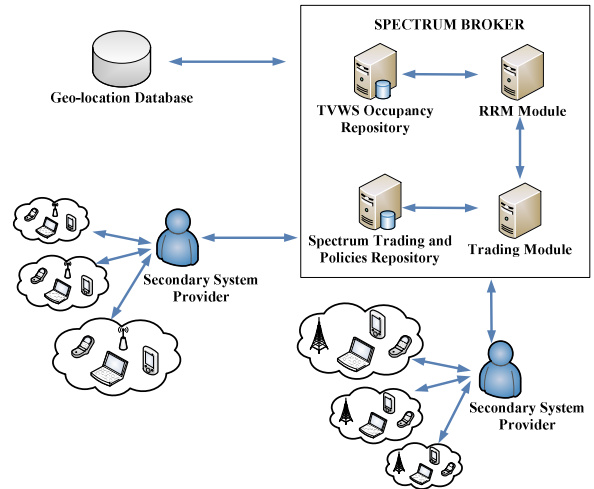 SPECTRUM BROKER
Geo-location Database
TVWS Occupancy
Repository
RRM Module
Spectrum Trading and
Policies Repository
Trading Module
Secondary System
Provider
Secondary System
Provider